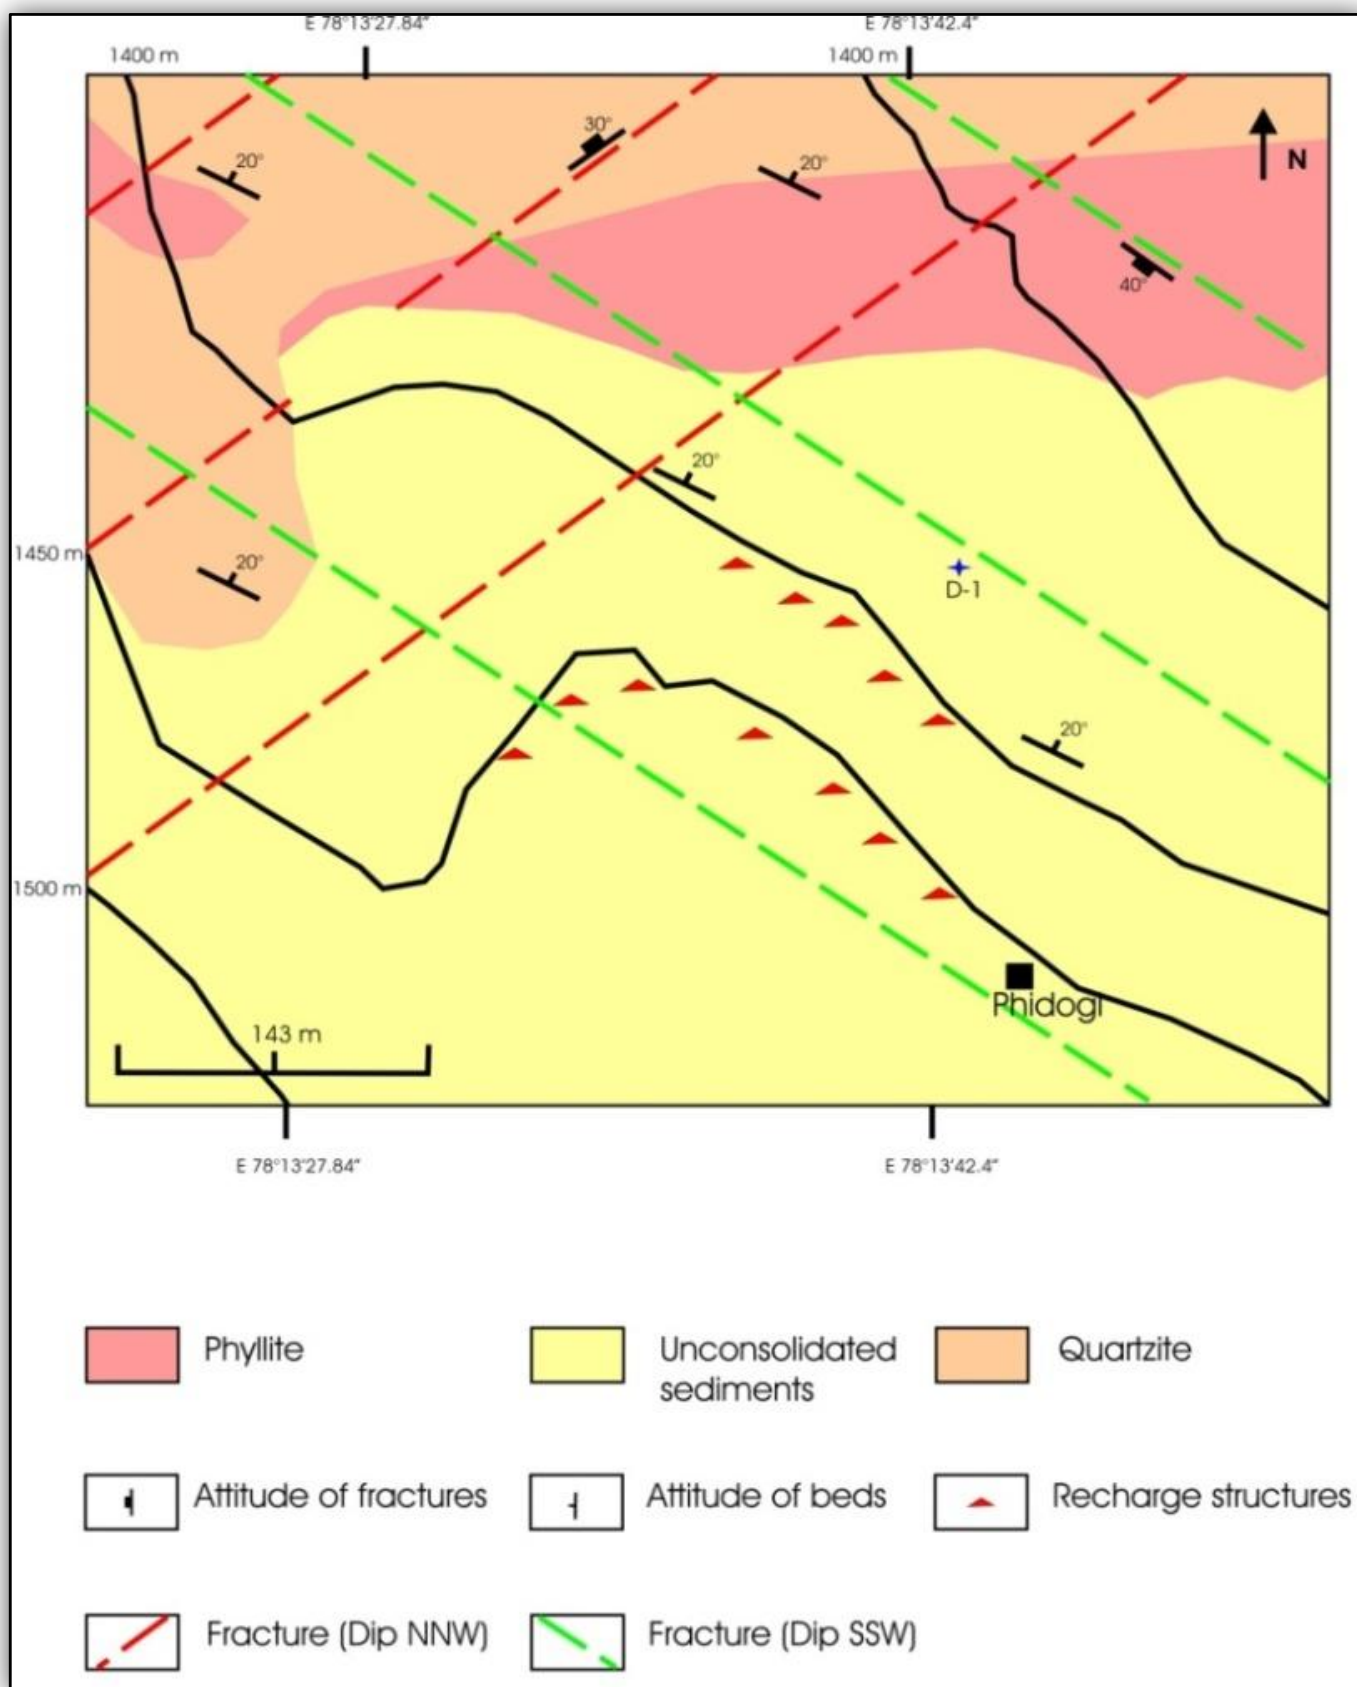 E 78°13'27.84"
E 78°13'42.4"
1400 m
1400 m
30°
20°
20°
N
40°
20°
1450 m
20°
D-1
20°
1500 m
Phidogi
143 m
E 78°13'27.84"
E 78°13'42.4"
Phyllite
Unconsolidated
sediments
Quartzite
Attitude of fractures
Attitude of beds
Recharge structures
Fracture (Dip NNW)
Fracture (Dip SSW)